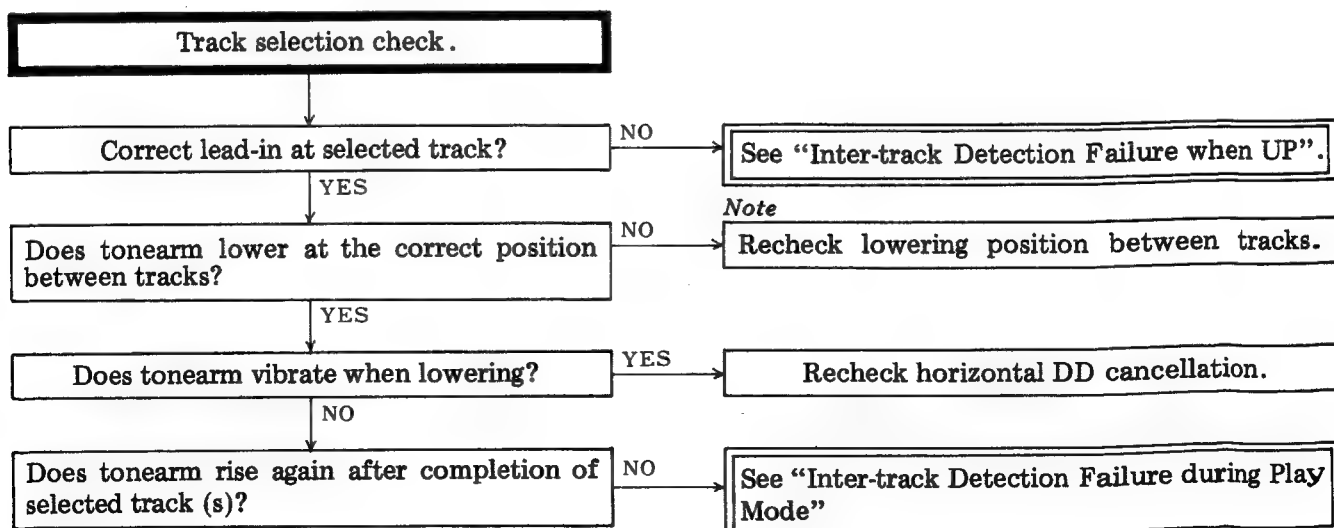 Track selection check.
Correct lead-in at selected track?
NO
See “Inter-track Detection Failure when UP”.
YES
Note
Does tonearm lower at the correct position
between tracks?
NO
Recheck lowering position between tracks.
YES
Does tonearm vibrate when lowering?
YES
Recheck horizontal DD cancellation.
NO
Does tonearm rise again after completion of
selected track (s)?
NO
See “Inter-track Detection Failure during Play
Mode”